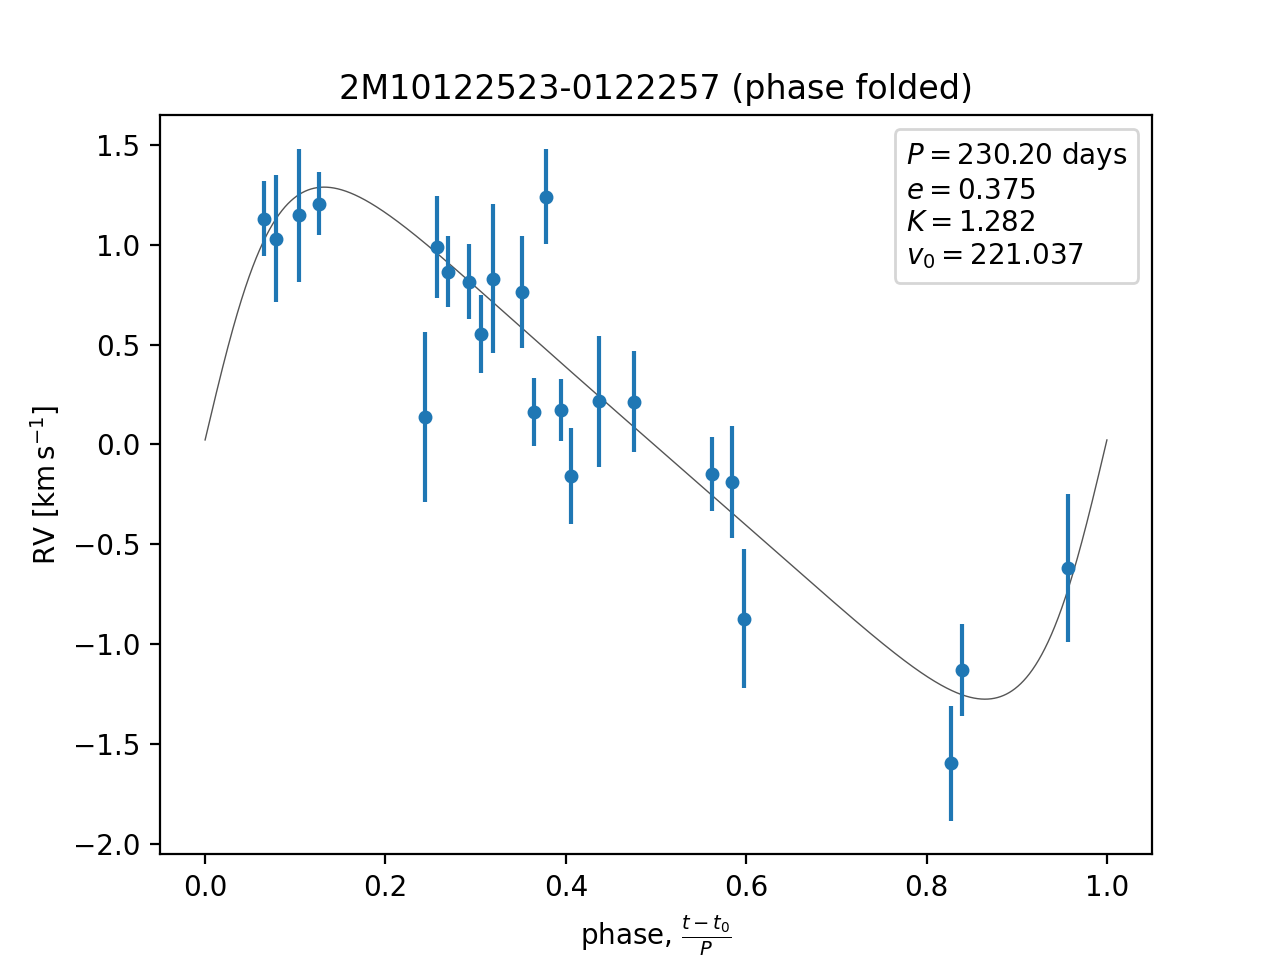 2M10122523-0122257 (phase folded)
P = 230.20 days
e = 0.375
K = 1.282
v₀ = 221.037
RV [km s⁻¹]
1.5
1.0
0.5
0.0
−0.5
−1.0
−1.5
−2.0
0.0 0.2 0.4 0.6 0.8 1.0
phase, (t − t₀)/P